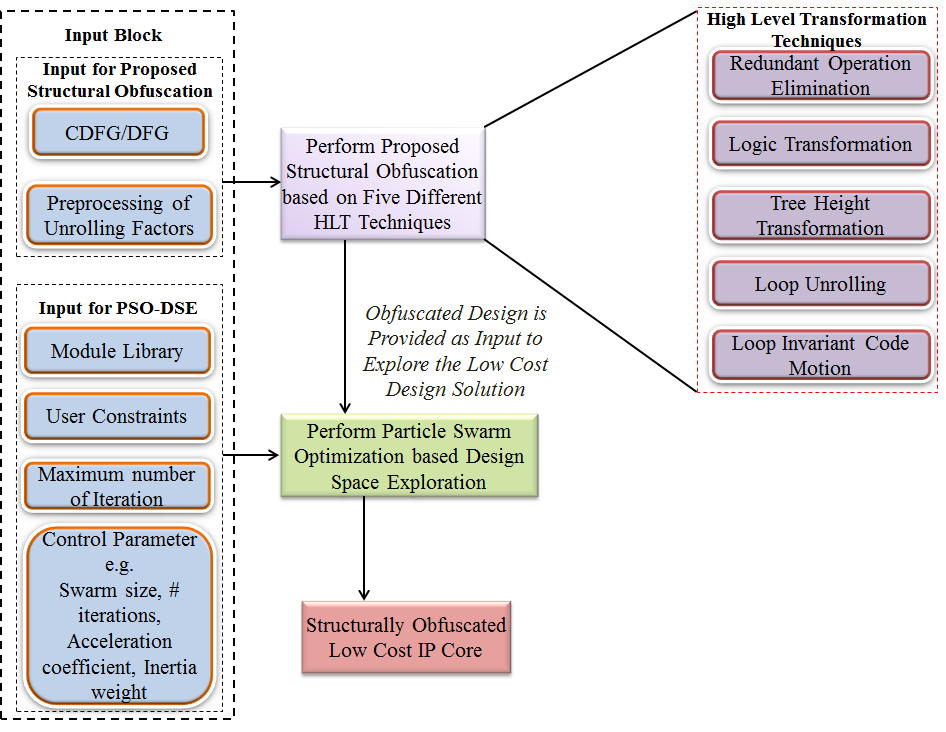 Input Block
Input for Proposed
Structural Obfuscation
CDFG/DFG
Preprocessing of
Unrolling Factors
Input for PSO-DSE
Module Library
User Constraints
Maximum number
of Iteration
Control Parameter
e.g.
Swarm size, #
iterations,
Acceleration
coefficient, Inertia
weight
Perform Proposed
Structural Obfuscation
based on Five Different
HLT Techniques
Obfuscated Design is
Provided as Input to
Explore the Low Cost
Design Solution
Perform Particle Swarm
Optimization based Design
Space Exploration
Structurally Obfuscated
Low Cost IP Core
High Level Transformation
Techniques
Redundant Operation
Elimination
Logic Transformation
Tree Height
Transformation
Loop Unrolling
Loop Invariant Code
Motion